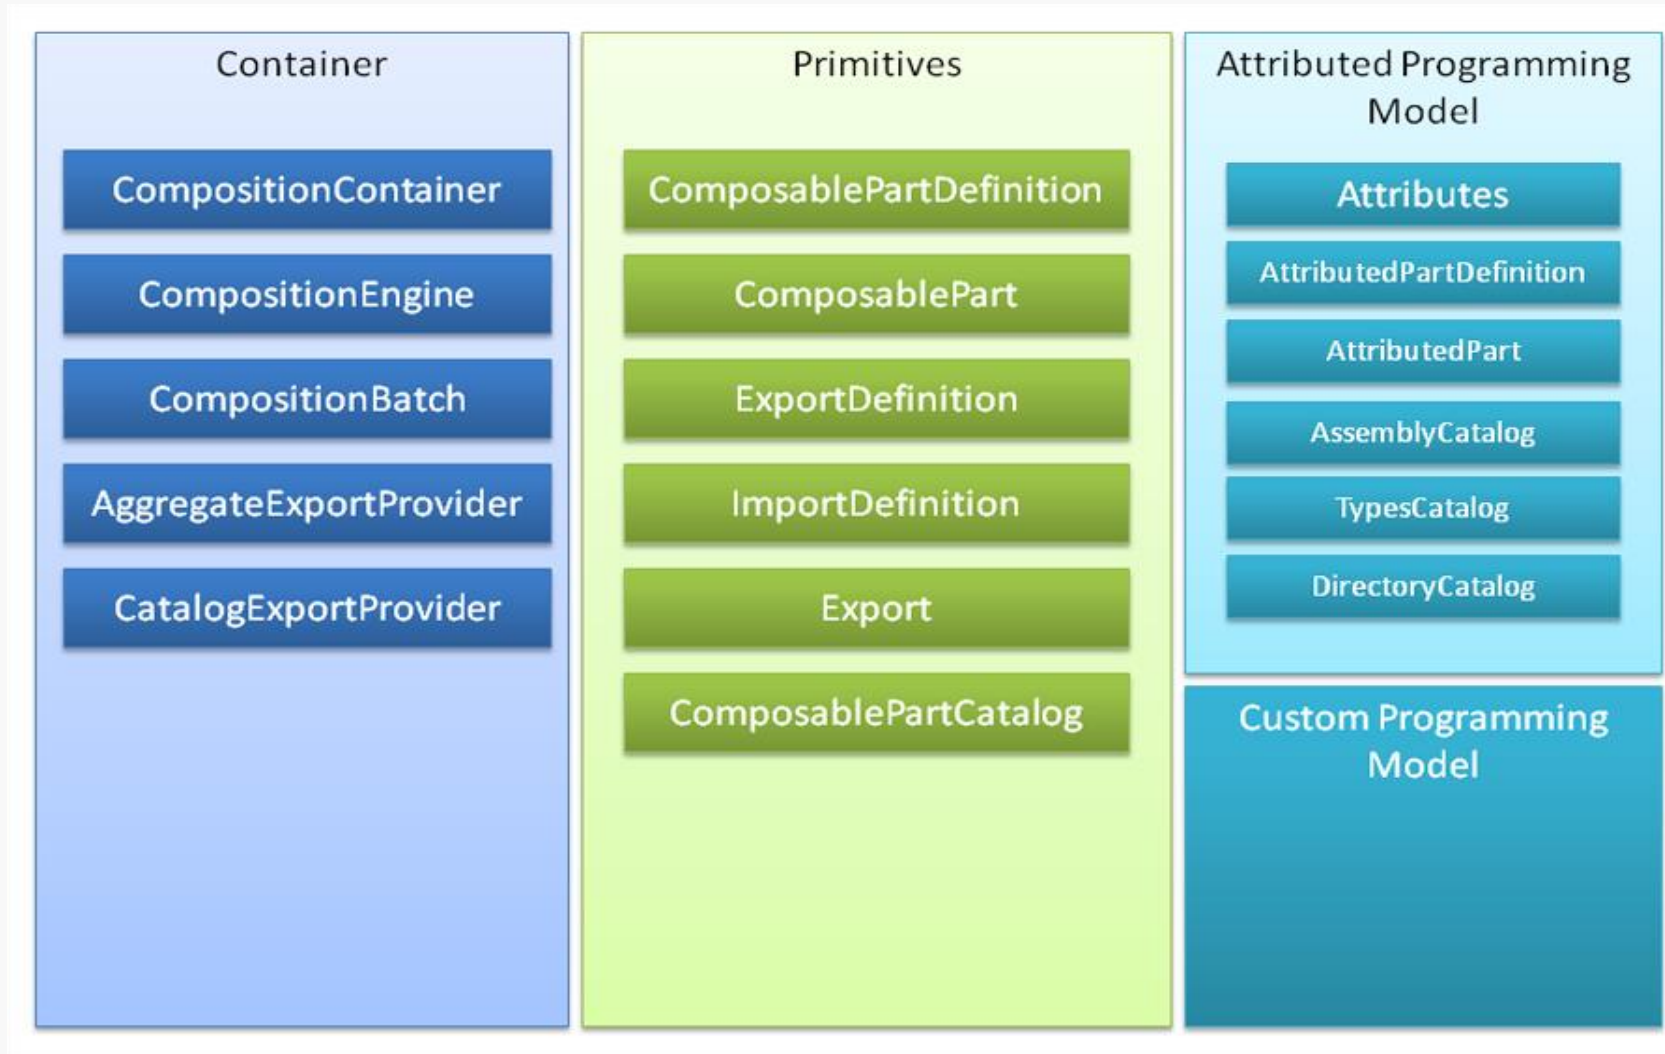 Container
CompositionContainer
CompositionEngine
CompositionBatch
AggregateExportProvider
CatalogExportProvider
Primitives
ComposablePartDefinition
ComposablePart
ExportDefinition
ImportDefinition
Export
ComposablePartCatalog
Attributed Programming
Model
Attributes
AttributedPartDefinition
AttributedPart
AssemblyCatalog
TypesCatalog
DirectoryCatalog
Custom Programming
Model